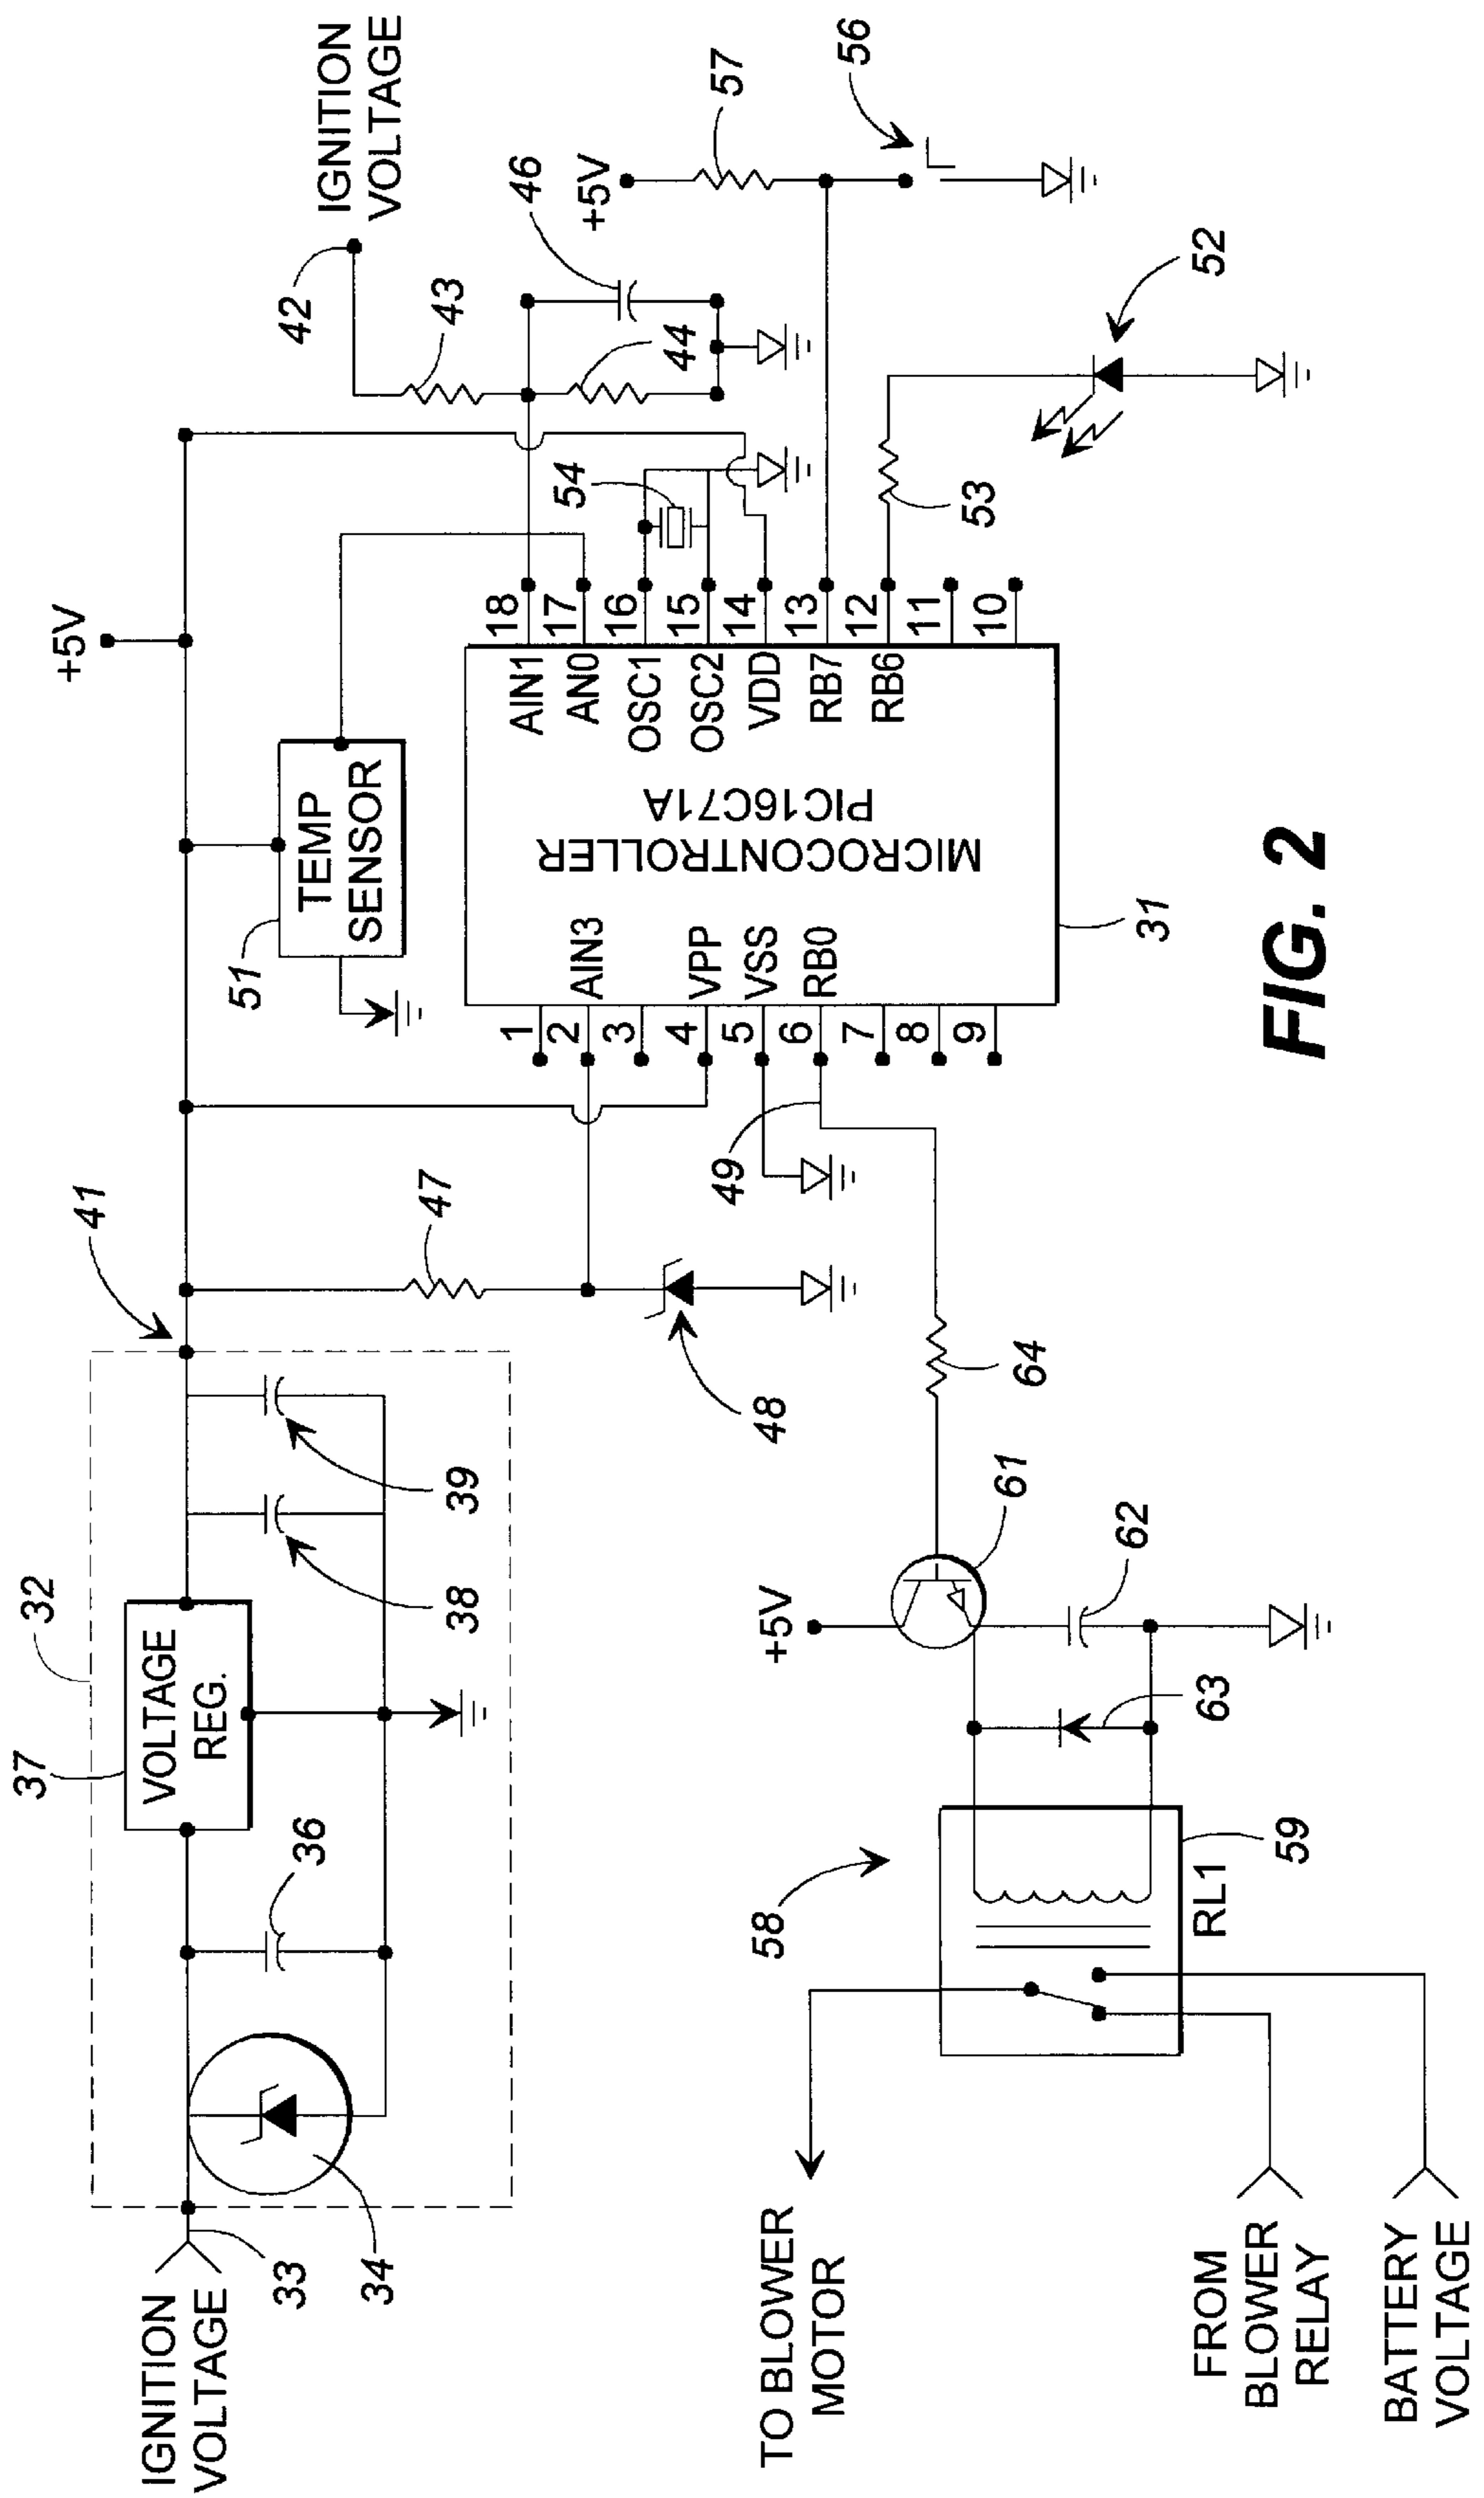 IGNITION
VOLTAGE
33
34
36
37
VOLTAGE
REG.
32
38
39
41
47
48
+5V
51
TEMP
SENSOR
IGNITION
VOLTAGE
42
43
44
46
+5V
57
56
52
53
54
18
17
16
15
14
13
12
11
10
AIN1
AN0
OSC1
OSC2
VDD
RB7
RB6
MICROCONTROLLER
PIC16C71A
AIN3
VPP
VSS
RB0
1
2
3
4
5
6
7
8
9
31
49
64
61
+5V
62
63
58
59
RL1
TO BLOWER
MOTOR
FROM
BLOWER
RELAY
BATTERY
VOLTAGE
FIG. 2